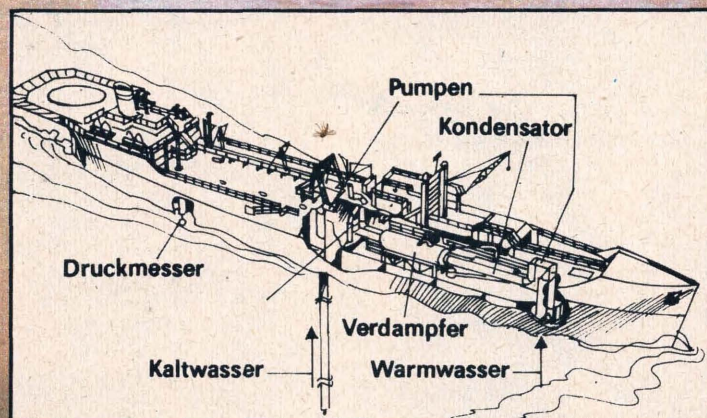 Pumpen
Kondensator
Druckmesser
Verdampfer
Kaltwasser
Warmwasser